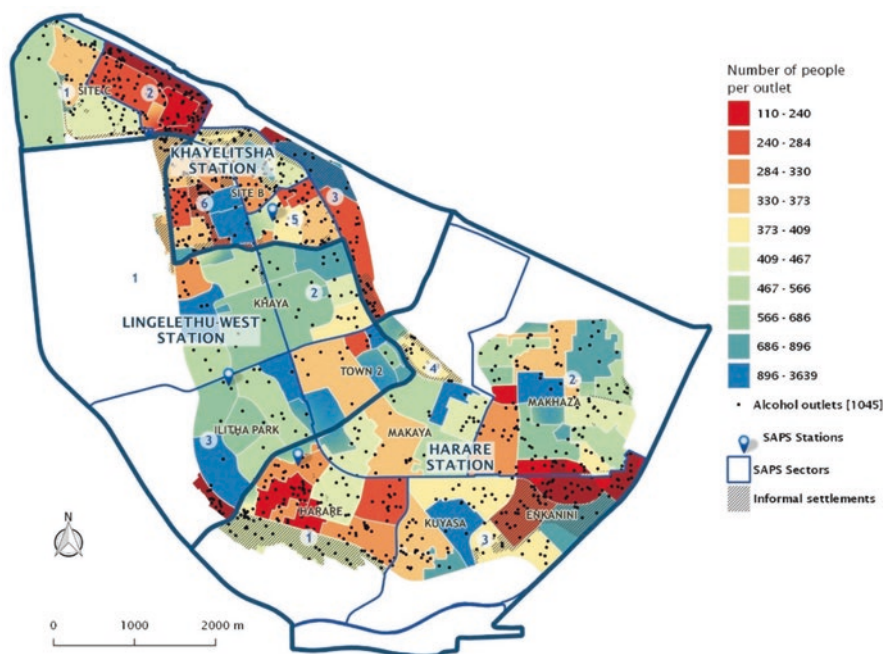 Number of people
per outlet
110 - 240
240 - 284
284 - 330
330 - 373
373 - 409
409 - 467
467 - 566
566 - 686
686 - 896
896 - 3639
Alcohol outlets [1045]
SAPS Stations
SAPS Sectors
Informal settlements
1
SITE C
2
KHAYELITSHA
STATION
SITE B
6
5
3
1
KHAYA
2
LINGELETHU-WEST
STATION
TOWN 2
4
2
MAKHAZA
ILITHA PARK
MAKAYA
3
HARARE
STATION
HARARE
KUYASA
ENKANINI
1
3
N
0
1000
2000 m